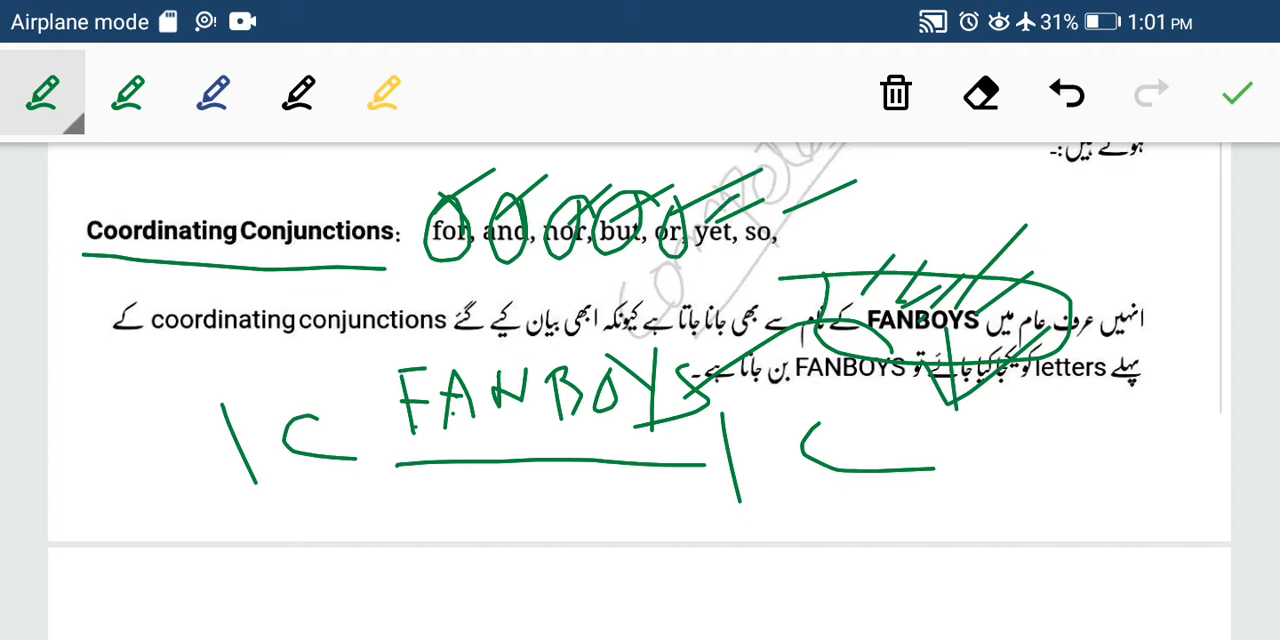 Airplane mode 31% 1:01 PM
ہوتے ہیں:-
Coordinating Conjunctions: for, and, nor, but, or, yet, so,
انہیں عرف عام میں FANBOYS کے نام سے بھی جانا جاتا ہے کیونکہ ابھی بیان کیے گئے coordinating conjunctions کے
پہلے letters کو یکجا کیا جائے تو FANBOYS بن جاتا ہے۔
IC FANBOYS IC